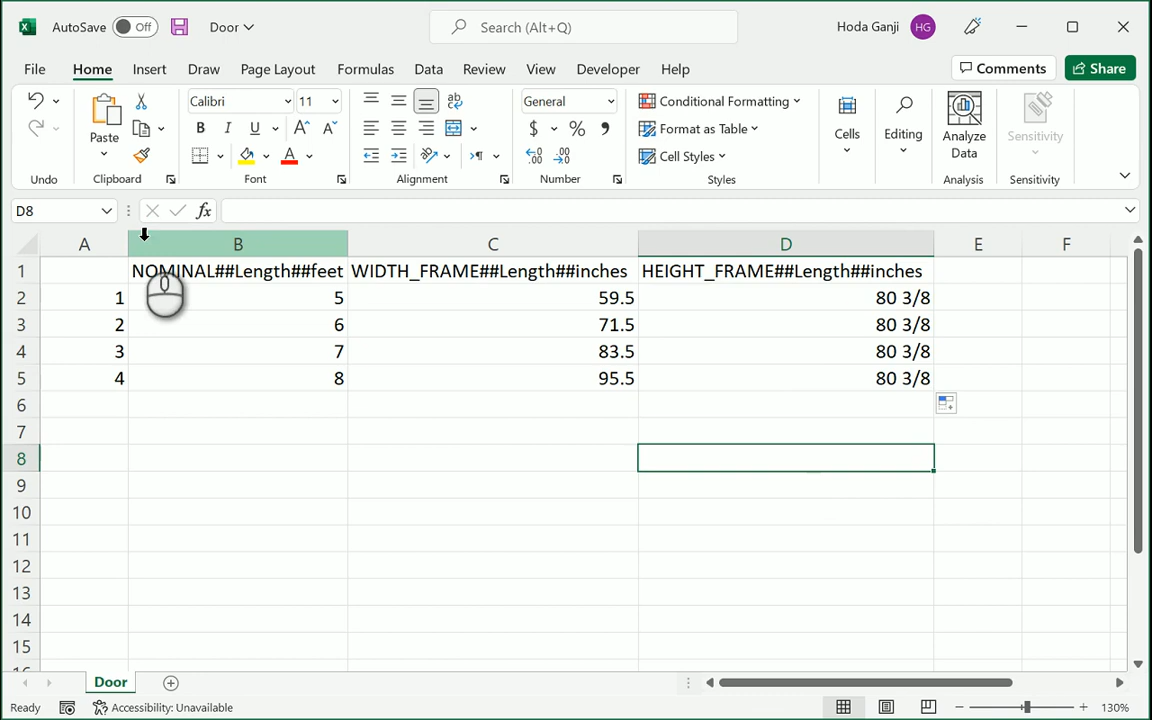 AutoSave Off Door Search (Alt+Q) Hoda Ganji HG
File Home Insert Draw Page Layout Formulas Data Review View Developer Help Comments Share
Paste Calibri 11 General Conditional Formatting Cells Editing Analyze Data Sensitivity
B I U A A ab c $ % , Format as Table
A Cell Styles
Undo Clipboard Font Alignment Number Styles Analysis Sensitivity
D8 fx
A B C D E F
1 NOMINAL##Length##feet WIDTH_FRAME##Length##inches HEIGHT_FRAME##Length##inches
2 1 5 59.5 80 3/8
3 2 6 71.5 80 3/8
4 3 7 83.5 80 3/8
5 4 8 95.5 80 3/8
6
7
8
9
10
11
12
13
14
15
Door
Ready Accessibility: Unavailable 130%